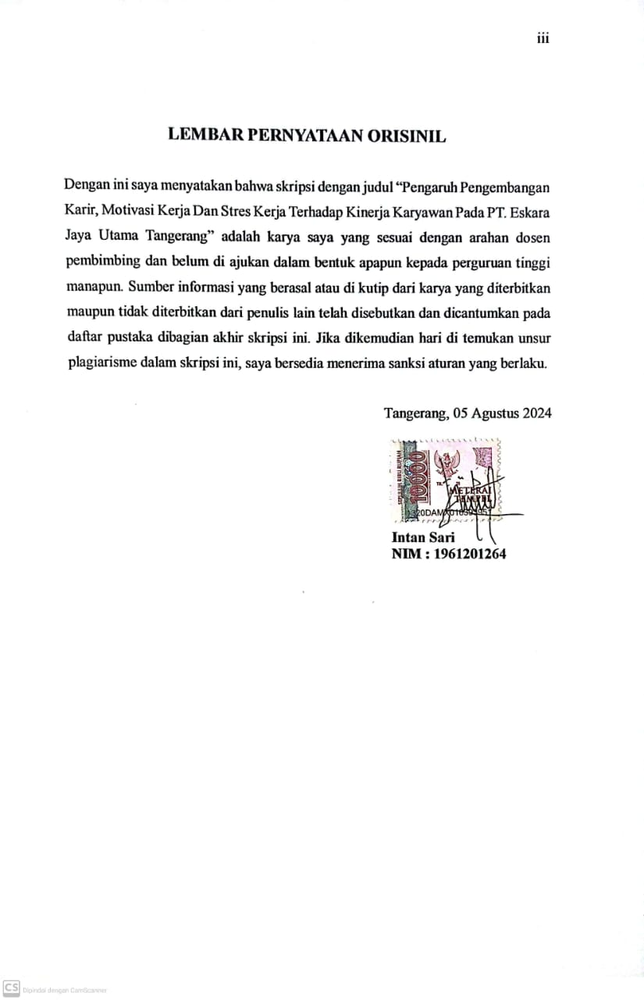 iii
LEMBAR PERNYATAAN ORISINIL
Dengan ini saya menyatakan bahwa skripsi dengan judul “Pengaruh Pengembangan
Karir, Motivasi Kerja Dan Stres Kerja Terhadap Kinerja Karyawan Pada PT. Eskara
Jaya Utama Tangerang” adalah karya saya yang sesuai dengan arahan dosen
pembimbing dan belum di ajukan dalam bentuk apapun kepada perguruan tinggi
manapun. Sumber informasi yang berasal atau di kutip dari karya yang diterbitkan
maupun tidak diterbitkan dari penulis lain telah disebutkan dan dicantumkan pada
daftar pustaka dibagian akhir skripsi ini. Jika dikemudian hari di temukan unsur
plagiarisme dalam skripsi ini, saya bersedia menerima sanksi aturan yang berlaku.
Tangerang, 05 Agustus 2024
SEPULUH RIBU RUPIAH
10000
METERAI
TEMPEL
Intan Sari
NIM : 1961201264
CS Dipindai dengan CamScanner